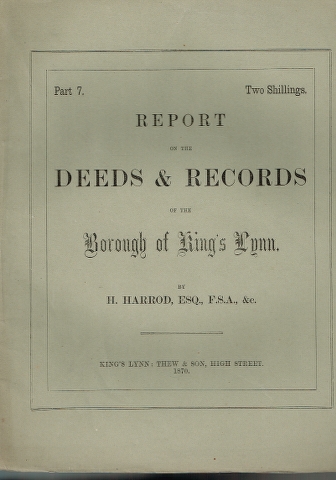 Part 7. Two Shillings.
REPORT
ON THE
DEEDS & RECORDS
OF THE
Borough of King's Lynn.
BY
H. HARROD, ESQ., F.S.A., &c.
KING'S LYNN: THEW & SON, HIGH STREET.
1870.